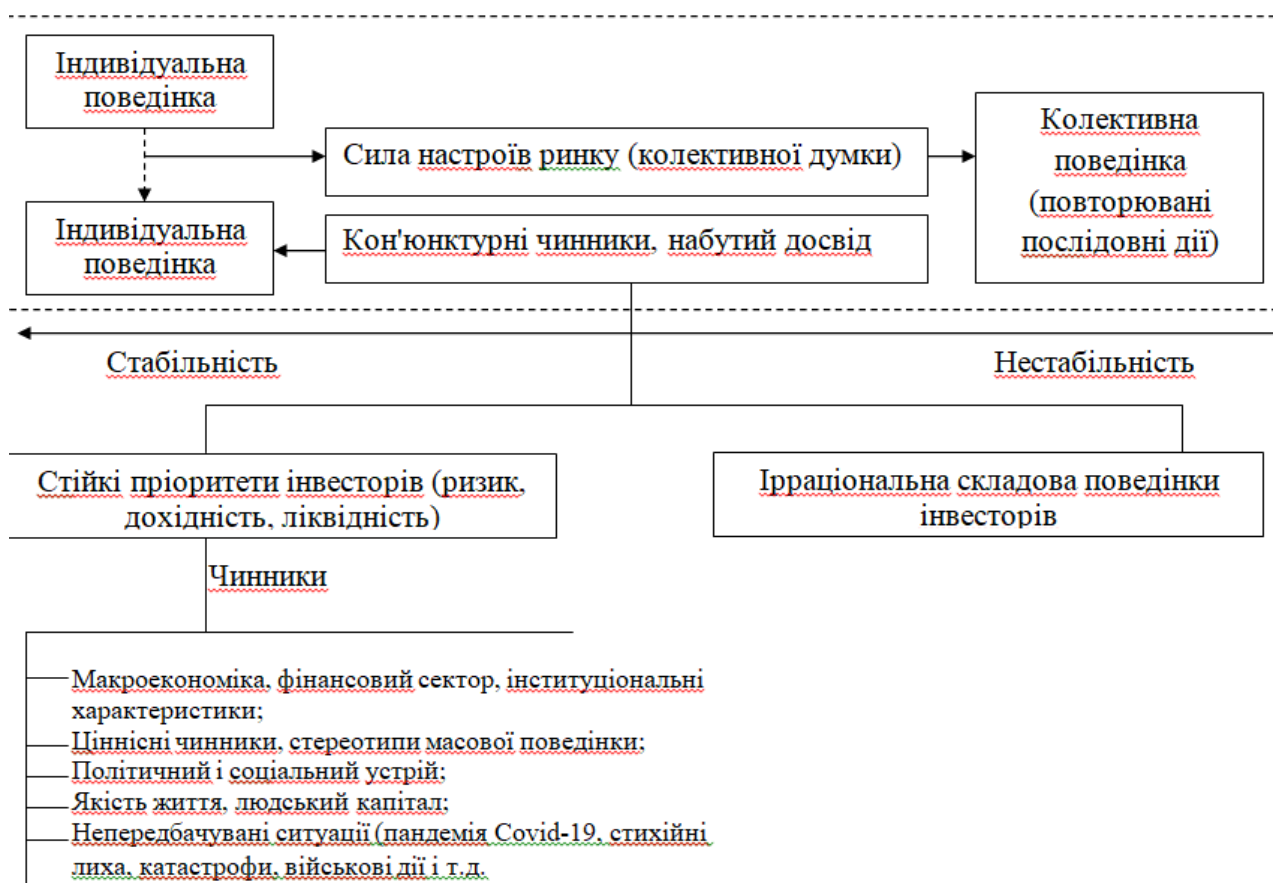 Індивідуальна
поведінка
Сила настроїв ринку (колективної думки)
Колективна
поведінка
(повторювані
послідовні дії)
Індивідуальна
поведінка
Кон'юнктурні чинники, набутий досвід
Стабільність
Нестабільність
Стійкі пріоритети інвесторів (ризик,
дохідність, ліквідність)
Ірраціональна складова поведінки
інвесторів
Чинники
Макроекономіка, фінансовий сектор, інституціональні
характеристики;
Ціннісні чинники, стереотипи масової поведінки;
Політичний і соціальний устрій;
Якість життя, людський капітал;
Непередбачувані ситуації (пандемія Covid-19, стихійні
лиха, катастрофи, військові дії і т.д.